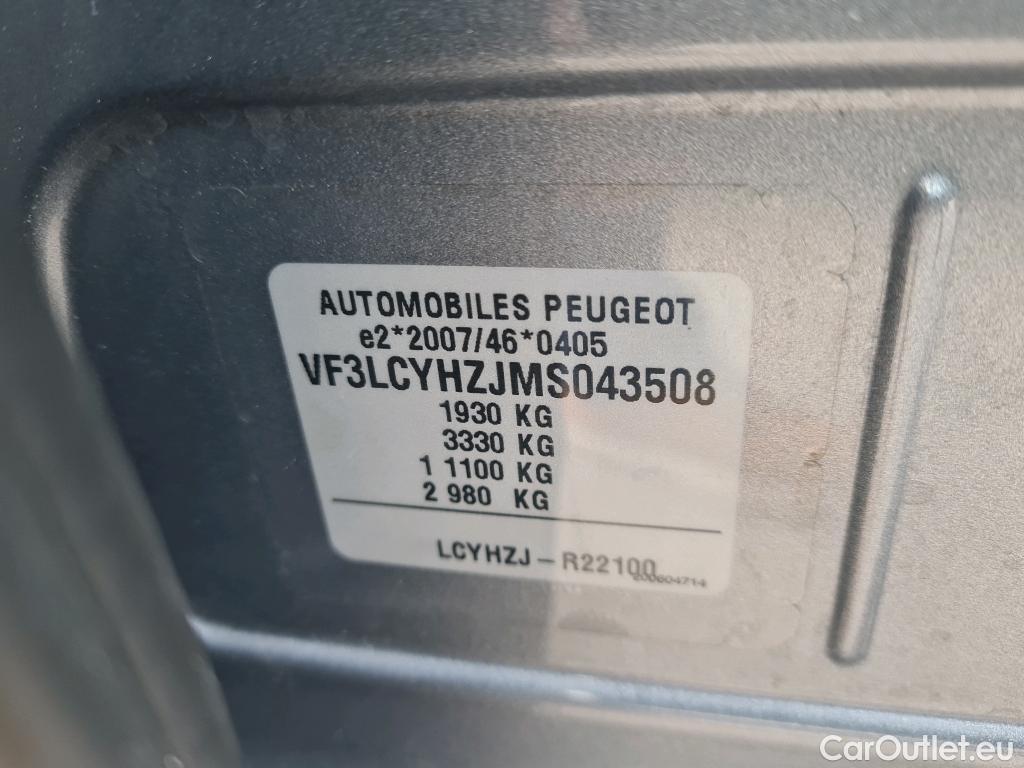 AUTOMOBILES PEUGEOT
e2*2007/46*0405
VF3LCYHZJMS043508
1930 KG
3330 KG
1 1100 KG
2 980 KG
LCYHZJ – R22100
200604714
CarOutlet.eu